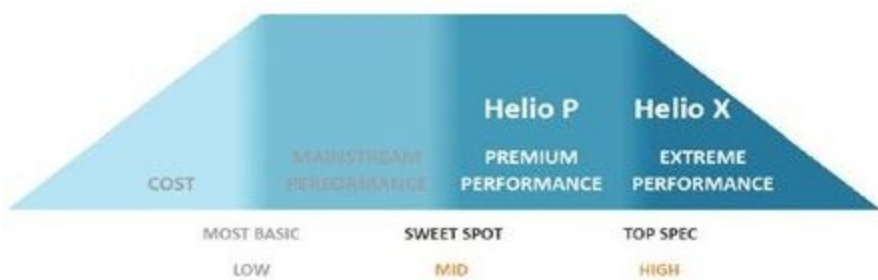 Helio P Helio X
MAINSTREAM PREMIUM EXTREME
COST PERFORMANCE PERFORMANCE PERFORMANCE
MOST BASIC SWEET SPOT TOP SPEC
LOW MID HIGH